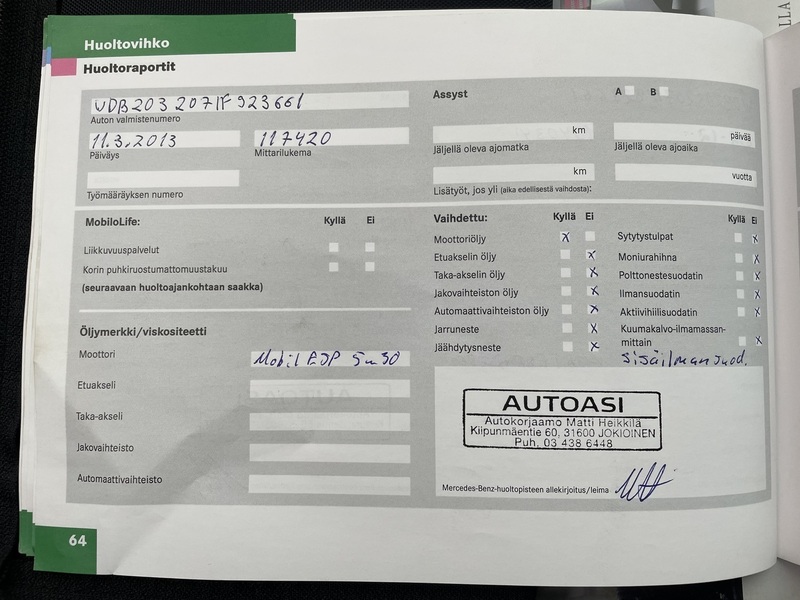 Huoltovihko
Huoltoraportit
WDB203 2071F 923661
Auton valmistenumero
11.3.2013
117420
Päiväys
Mittarilukema
Työmääräyksen numero
Assyst
A
B
km
päivää
Jäljellä oleva ajomatka
Jäljellä oleva ajoaika
km
vuotta
Lisätyöt, jos yli (aika edellisestä vaihdosta):
MobiloLife:
Kyllä
Ei
Liikkuvuuspalvelut
Korin puhkiruostumattomuustakuu
(seuraavaan huoltoajankohtaan saakka)
Öljymerkki/viskositeetti
Moottori
Mobil ESP 5w30
Etuakseli
Taka-akseli
Jakovaihteisto
Automaattivaihteisto
Vaihdettu:
Kyllä
Ei
Moottoriöljy
x
Etuakselin öljy
x
Taka-akselin öljy
x
Jakovaihteiston öljy
x
Automaattivaihteiston öljy
x
Jarruneste
x
Jäähdytysneste
x
Kyllä
Ei
Sytytystulpat
x
Moniurahihna
x
Polttonestesuodatin
x
Ilmansuodatin
x
Aktiivihiilisuodatin
x
Kuumakalvo-ilmamassan-
mittain
x
Sisäilmansuod.
AUTOASI
Autokorjaamo Matti Heikkilä
Kiipunmäentie 60, 31600 JOKIOINEN
Puh. 03 438 6448
Mercedes-Benz-huoltopisteen allekirjoitus/leima
64